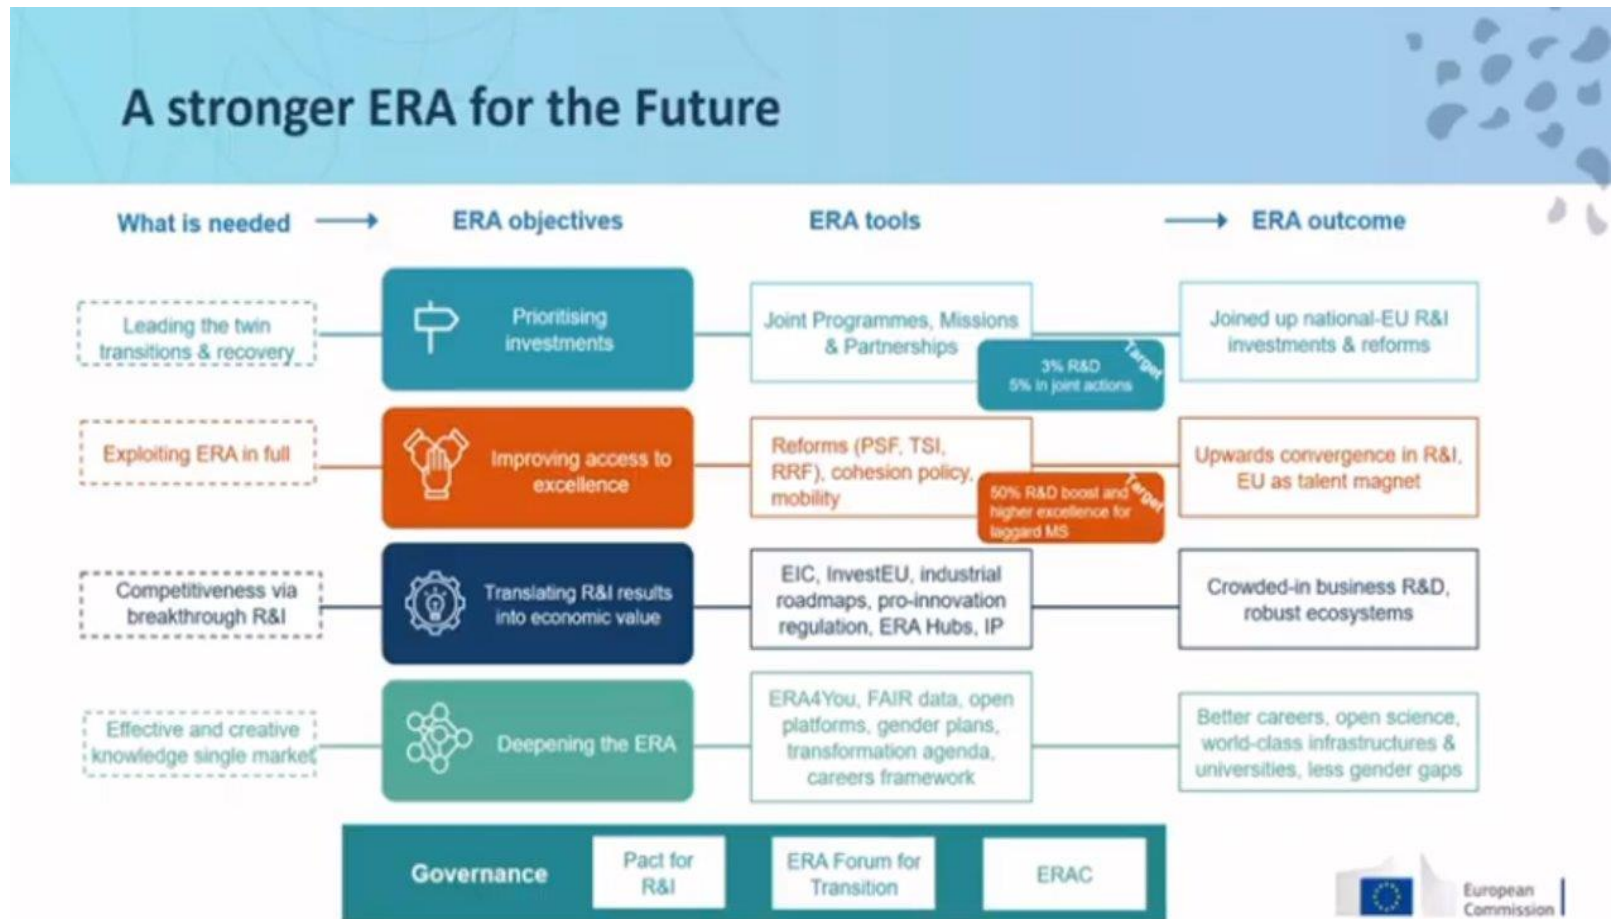 A stronger ERA for the Future
What is needed
ERA objectives
ERA tools
ERA outcome
Leading the twin
transitions & recovery
Prioritising
investments
Joint Programmes, Missions
& Partnerships
Target
3% R&D
5% in joint actions
Joined up national-EU R&I
investments & reforms
Exploiting ERA in full
Improving access to
excellence
Reforms (PSF, TSI,
RRF), cohesion policy,
mobility
Target
50% R&D boost and
higher excellence for
laggard MS
Upwards convergence in R&I,
EU as talent magnet
Competitiveness via
breakthrough R&I
Translating R&I results
into economic value
EIC, InvestEU, industrial
roadmaps, pro-innovation
regulation, ERA Hubs, IP
Crowded-in business R&D,
robust ecosystems
Effective and creative
knowledge single market
Deepening the ERA
ERA4You, FAIR data, open
platforms, gender plans,
transformation agenda,
careers framework
Better careers, open science,
world-class infrastructures &
universities, less gender gaps
Governance
Pact for
R&I
ERA Forum for
Transition
ERAC
European
Commission